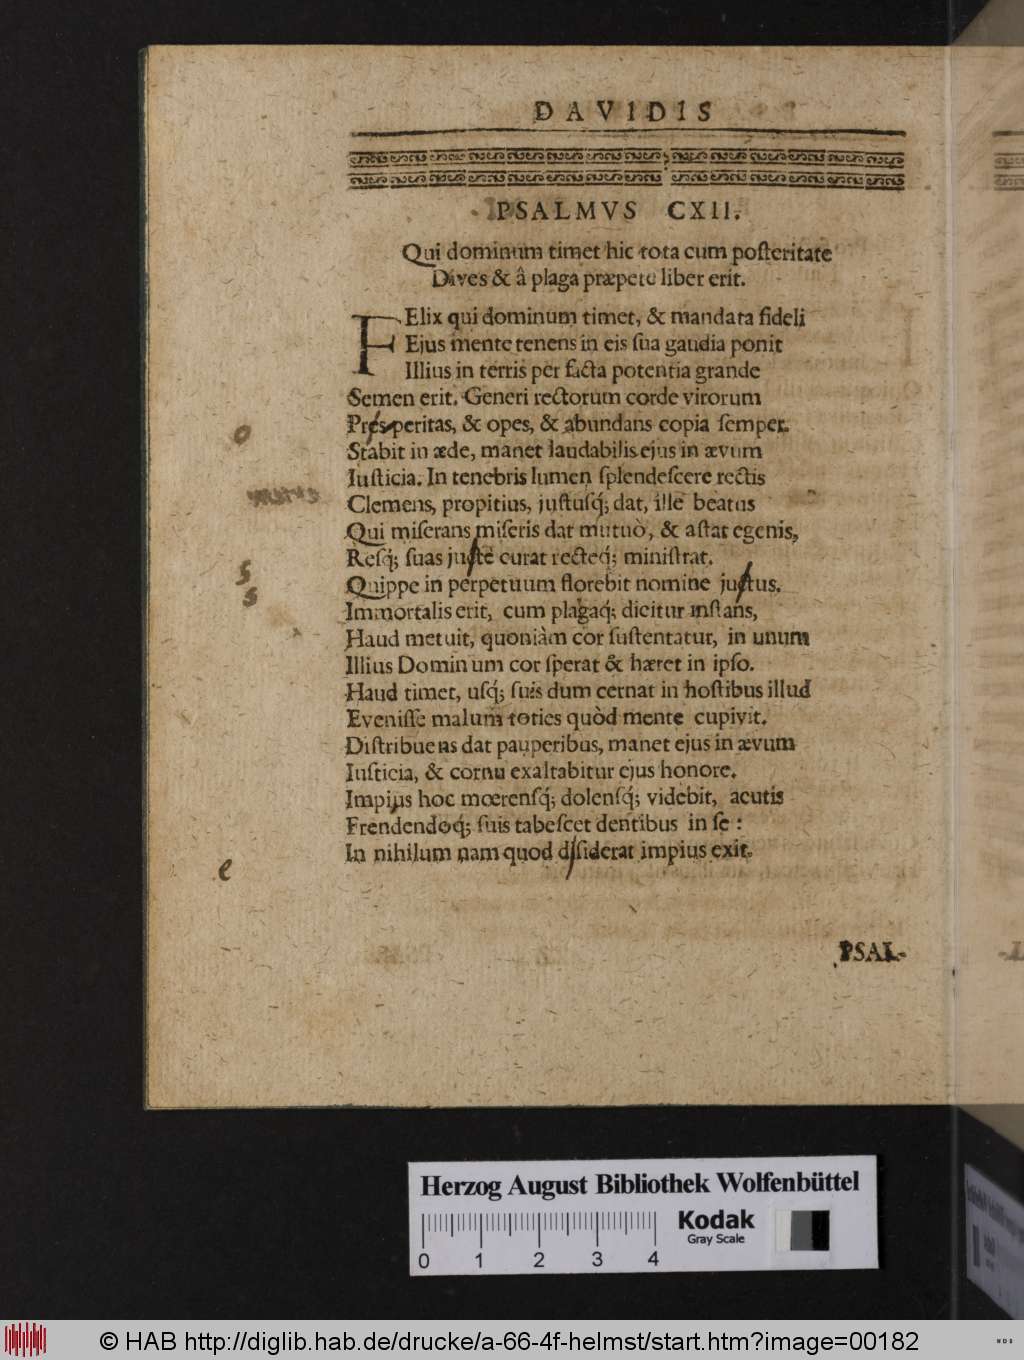 DAVIDIS
PSALMVS CXII.
Qui dominum timet hic tota cum posteritate
Dives & â plaga præpete liber erit.
FElix qui dominum timet, & mandata fideli
Ejus mente tenens in eis sua gaudia ponit
Illius in terris per facta potentia grande
Semen erit. Generi rectorum corde virorum
Presperitas, & opes, & abundans copia semper.
Stabit in æde, manet laudabilis ejus in ævum
Iusticia. In tenebris lumen splendescere rectis
Clemens, propitius, justusq́; dat, ille beatus
Qui miserans miseris dat mutuò, & astat egenis,
Resq́; suas juste curat recteq́; ministrat.
Quippe in perpetuum florebit nomine justus.
Immortalis erit, cum plagaq́; dicitur instans,
Haud metuit, quoniàm cor sustentatur, in unum
Illius Dominum cor sperat & hæret in ipso.
Haud timet, usq́; suis dum cernat in hostibus illud
Evenisse malum toties quòd mente cupivit.
Distribuens dat pauperibus, manet ejus in ævum
Iusticia, & cornu exaltabitur ejus honore.
Impius hoc mœrensq́; dolensq́; videbit, acutis
Frendendoq́; suis tabescet dentibus in se :
In nihilum nam quod disiderat impius exit.
o
s
s
e
PSAL-
Herzog August Bibliothek Wolfenbüttel
Kodak
Gray Scale
0 1 2 3 4
© HAB http://diglib.hab.de/drucke/a-66-4f-helmst/start.htm?image=00182